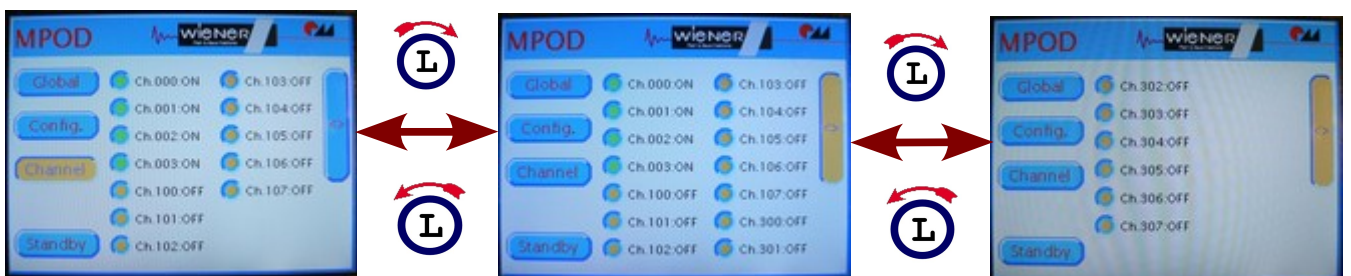 MPOD
wiener
Global
Config.
Channel
Standby
Ch.000:ON
Ch.001:ON
Ch.002:ON
Ch.003:ON
Ch.100:OFF
Ch.101:OFF
Ch.102:OFF
Ch.103:OFF
Ch.104:OFF
Ch.105:OFF
Ch.106:OFF
Ch.107:OFF
<>
L
L
MPOD
wiener
Global
Config.
Channel
Standby
Ch.000:ON
Ch.001:ON
Ch.002:ON
Ch.003:ON
Ch.100:OFF
Ch.101:OFF
Ch.102:OFF
Ch.103:OFF
Ch.104:OFF
Ch.105:OFF
Ch.106:OFF
Ch.107:OFF
Ch.300:OFF
Ch.301:OFF
<>
L
L
MPOD
wiener
Global
Config.
Channel
Standby
Ch.302:OFF
Ch.303:OFF
Ch.304:OFF
Ch.305:OFF
Ch.306:OFF
Ch.307:OFF
<>